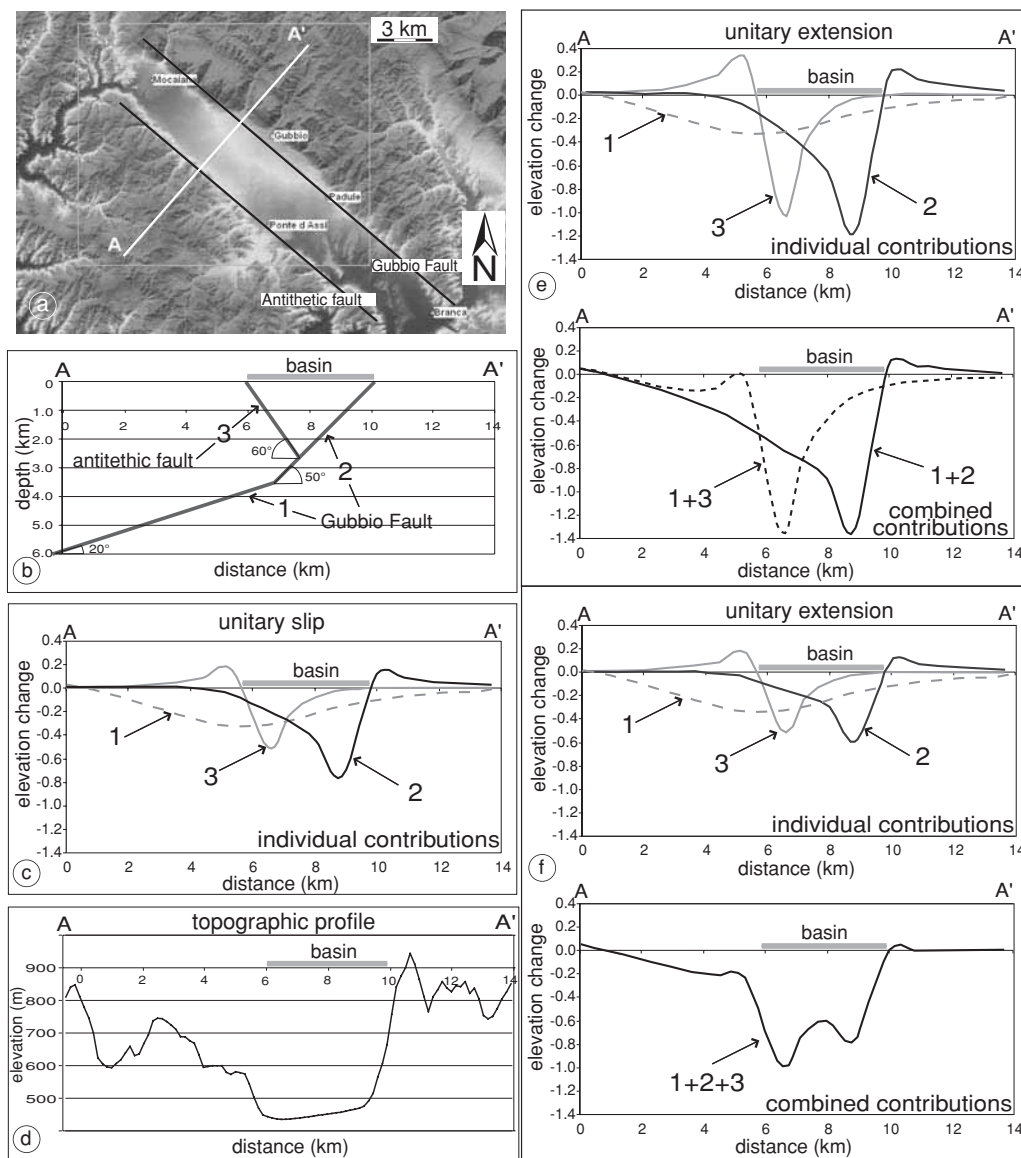 A'
3 km
Mocaiana
Gubbio
Padule
A
Ponte d Assi
N
Gubbio Fault
Antithetic fault
Branca
a
A
basin
A'
0
0
2
4
6
8
10
12
14
1.0
2.0
3.0
4.0
5.0
6.0
3
60°
antitethic fault
2
50°
1
Gubbio Fault
20°
depth (km)
distance (km)
b
A
unitary slip
A'
0.4
0.2
0.0
-0.2
-0.4
-0.6
-0.8
-1.0
-1.2
-1.4
basin
1
3
2
individual contributions
elevation change
0
2
4
6
8
10
12
14
distance (km)
c
A
topographic profile
A'
basin
900
800
700
600
500
0
2
4
6
8
10
12
14
elevation (m)
distance (km)
d
A
unitary extension
A'
0.4
0.2
0.0
-0.2
-0.4
-0.6
-0.8
-1.0
-1.2
-1.4
basin
1
3
2
individual contributions
elevation change
0
2
4
6
8
10
12
14
distance (km)
e
A
A'
0.4
0.2
0.0
-0.2
-0.4
-0.6
-0.8
-1.0
-1.2
-1.4
basin
1+3
1+2
combined
contributions
elevation change
0
2
4
6
8
10
12
14
distance (km)
A
unitary extension
A'
0.4
0.2
0.0
-0.2
-0.4
-0.6
-0.8
-1.0
-1.2
-1.4
basin
1
3
2
individual contributions
elevation change
0
2
4
6
8
10
12
14
distance (km)
f
A
A'
0.4
0.2
0.0
-0.2
-0.4
-0.6
-0.8
-1.0
-1.2
-1.4
basin
1+2+3
combined contributions
elevation change
0
2
4
6
8
10
12
14
distance (km)